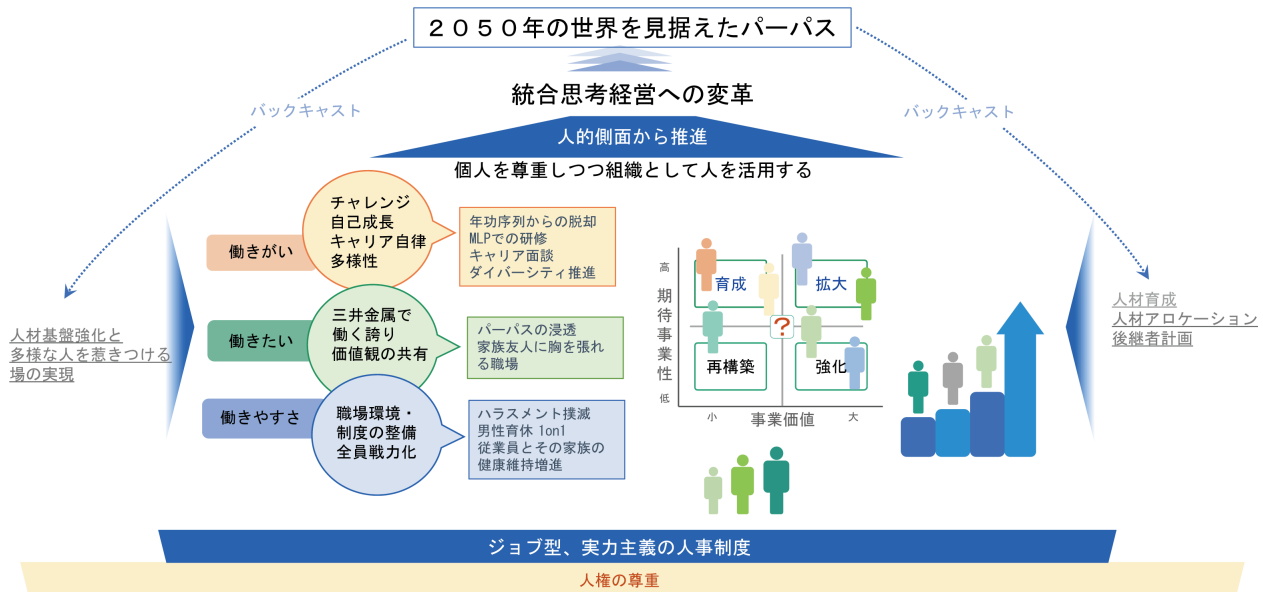 ２０５０年の世界を見据えたパーパス
統合思考経営への変革
バックキャスト
バックキャスト
人的側面から推進
個人を尊重しつつ組織として人を活用する
働きがい
チャレンジ
自己成長
キャリア自律
多様性
年功序列からの脱却
MLPでの研修
キャリア面談
ダイバーシティ推進
働きたい
三井金属で
働く誇り
価値観の共有
パーパスの浸透
家族友人に胸を張れ
る職場
働きやすさ
職場環境・
制度の整備
全員戦力化
ハラスメント撲滅
男性育休 1on1
従業員とその家族の
健康維持増進
人材基盤強化と
多様な人を惹きつける
場の実現
高
期待事業性
低
育成
拡大
?
再構築
強化
小
事業価値
大
人材育成
人材アロケーション
後継者計画
ジョブ型、実力主義の人事制度
人権の尊重